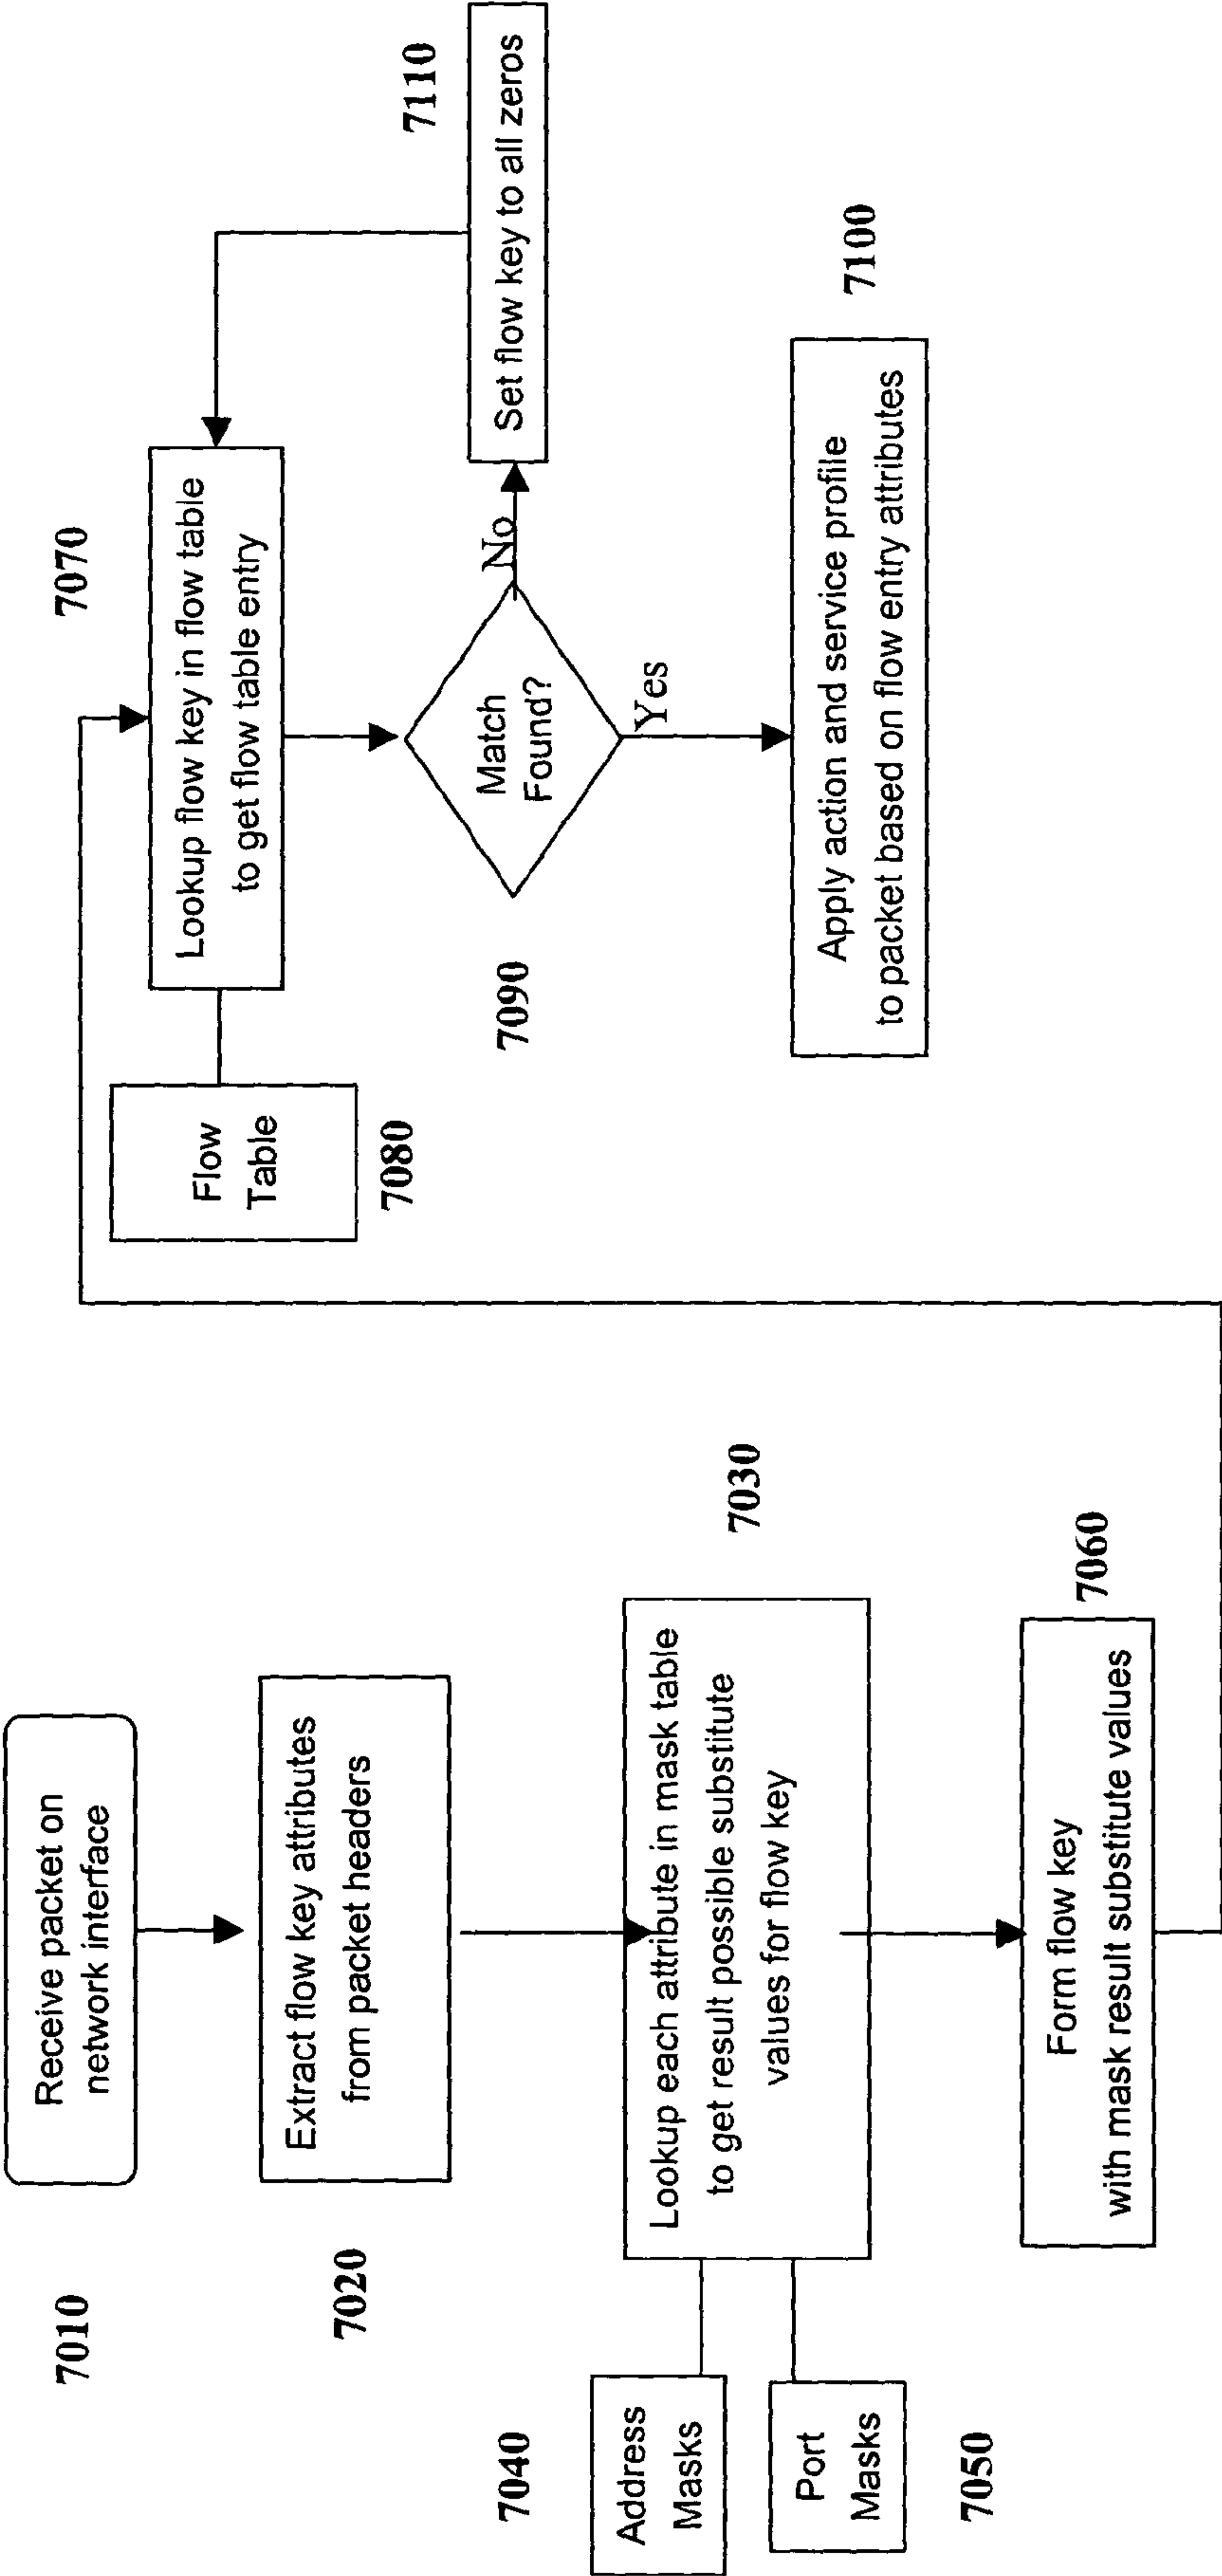 7010
Receive packet on
network interface
7020
Extract flow key attributes
from packet headers
7030
Lookup each attribute in mask table
to get result possible substitute
values for flow key
7040
Address
Masks
Port
Masks
7050
7060
Form flow key
with mask result substitute values
7070
Lookup flow key in flow table
to get flow table entry
Flow
Table
7080
7090
Match
Found?
No
Yes
7110
Set flow key to all zeros
7100
Apply action and service profile
to packet based on flow entry attributes